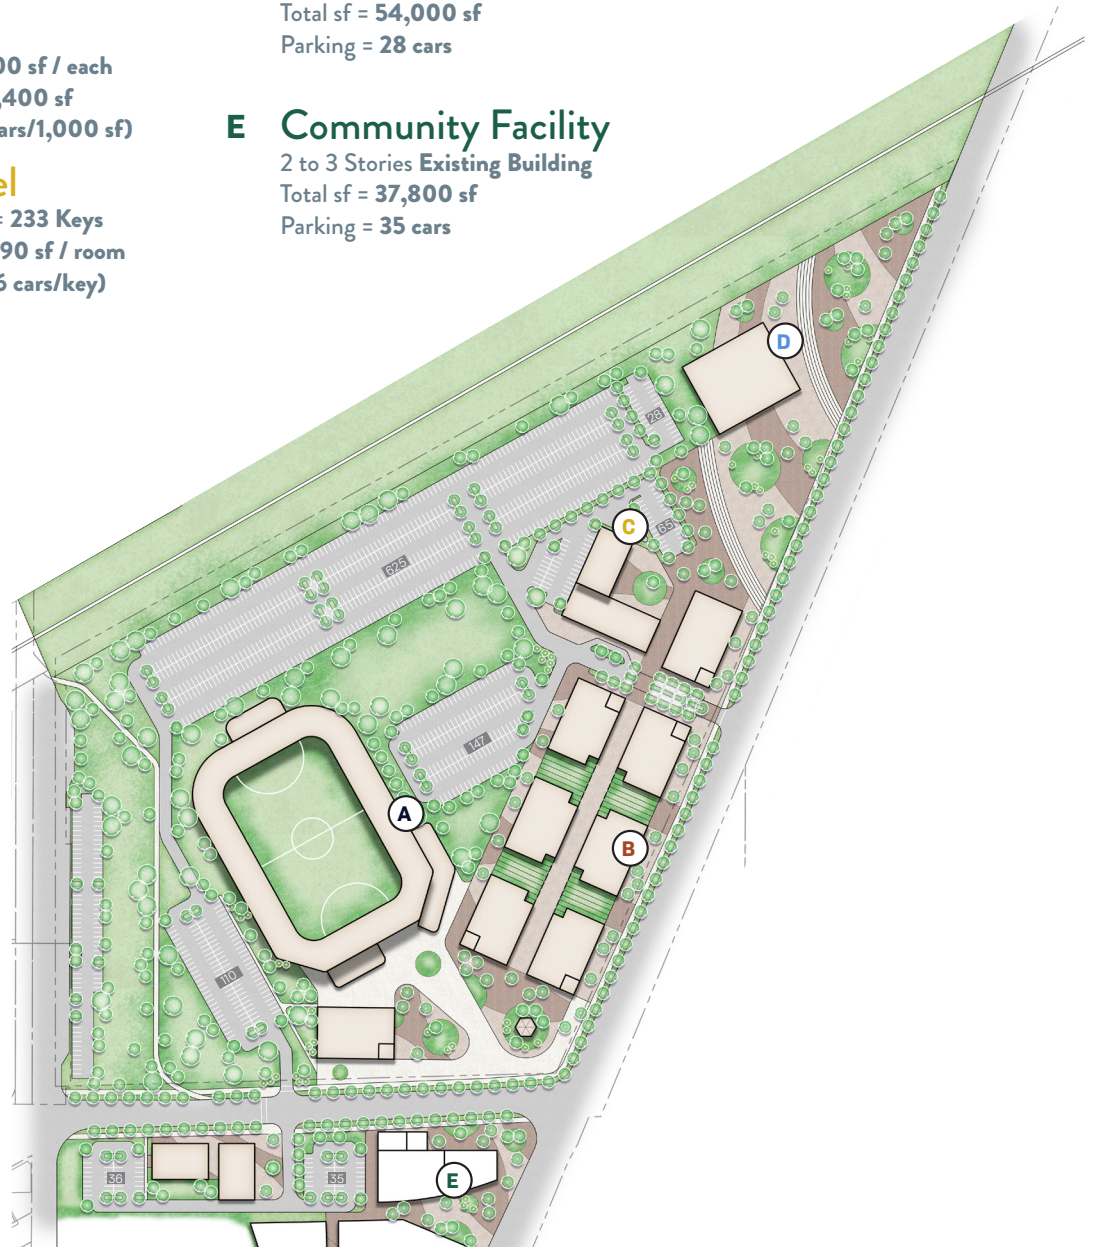 Total sf = 54,000 sf
Parking = 28 cars
00 sf / each
,400 sf
ars/1,000 sf)
E Community Facility
2 to 3 Stories Existing Building
Total sf = 37,800 sf
Parking = 35 cars
el
= 233 Keys
90 sf / room
6 cars/key)
D
28
C
65
625
147
A
B
110
36
35
E